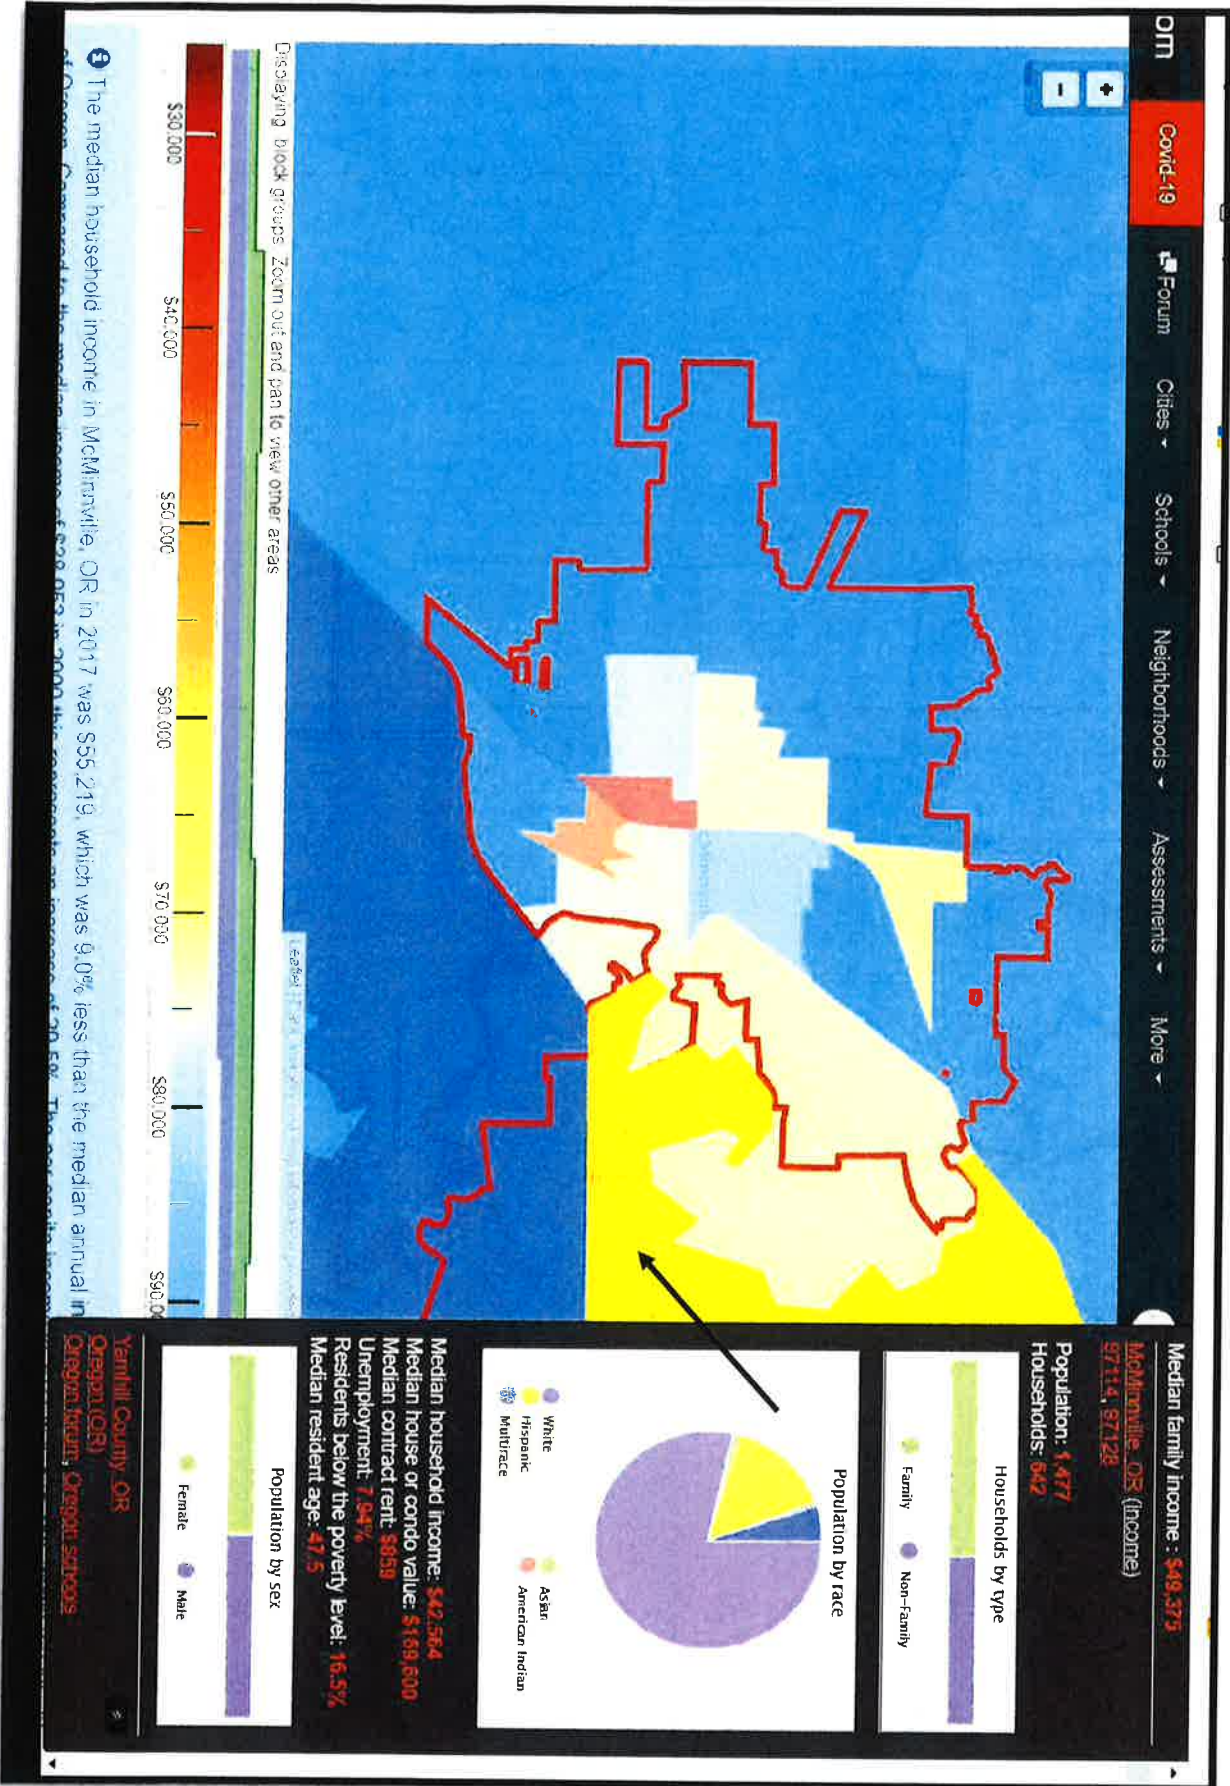 om
Covid-19
Forum
Cities
Schools
Neighborhoods
Assessments
More
+
−
Displaying block groups. Zoom out and pan to view other areas
$30,000
$40,000
$50,000
$60,000
$70,000
$80,000
The median household income in McMinnville, OR in 2017 was $55,219, which was 9.0% less than the median annual in
Median family income : $49,375
McMinnville, OR (income)
97114, 97128
Population: 1,477
Households: 642
Households by type
Family
Non-Family
Population by race
White
Hispanic
Multirace
Asian
American Indian
Median household income: $42,564
Median house or condo value: $169,600
Median contract rent: $859
Unemployment: 7.94%
Residents below the poverty level: 16.5%
Median resident age: 47.5
Population by sex
Female
Male
Yamhill County, OR
Oregon (OR)
Oregon forum, Oregon schools